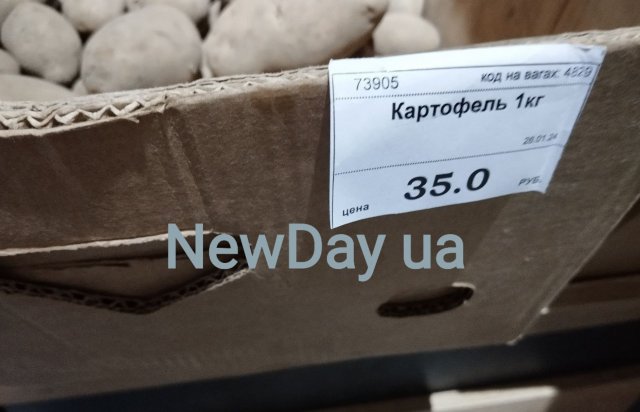 73905 код на вагах: 4829
Картофель 1кг
26.01.24
цена 35.0 РУБ.
NewDay ua